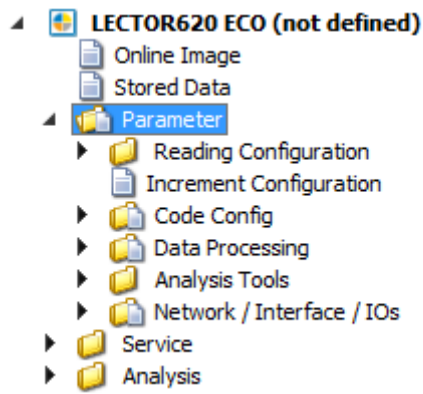 LECTOR620 ECO (not defined)
Online Image
Stored Data
Parameter
Reading Configuration
Increment Configuration
Code Config
Data Processing
Analysis Tools
Network / Interface / IOs
Service
Analysis